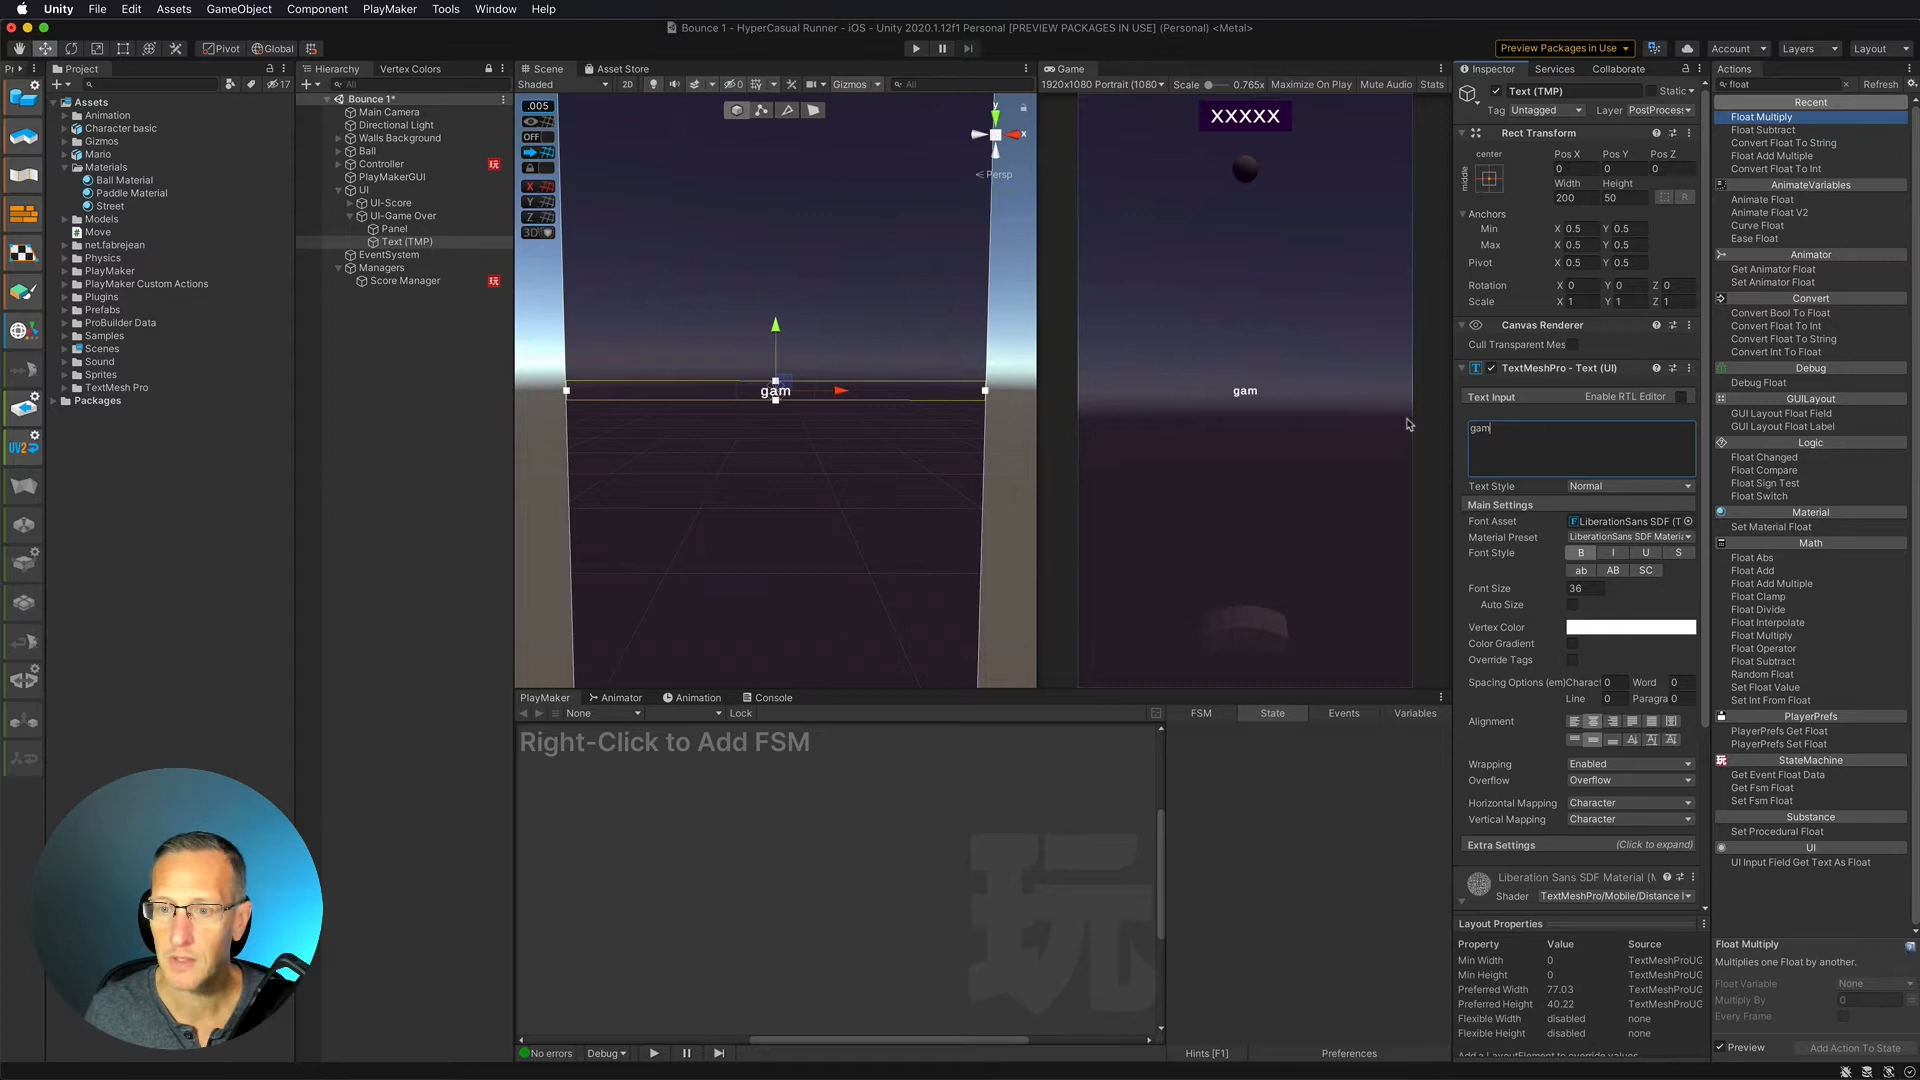 Unity File Edit Assets GameObject Component PlayMaker Tools Window Help
Bounce 1 - HyperCasual Runner - iOS - Unity 2020.1.12f1 Personal [PREVIEW PACKAGES IN USE] (Personal) <Metal>
Pivot Global Preview Packages in Use Account Layers Layout
Project
17
Assets
Animation
Character basic
Gizmos
Mario
Materials
Ball Material
Paddle Material
Street
Models
Move
net.fabrejean
Physics
PlayMaker
PlayMaker Custom Actions
Plugins
Prefabs
ProBuilder Data
Samples
Scenes
Sound
Sprites
TextMesh Pro
Packages
UV2
Hierarchy Vertex Colors
All
Bounce 1*
Main Camera
Directional Light
Walls Background
Ball
Controller
PlayMakerGUI
UI
UI-Score
UI-Game Over
Panel
Text (TMP)
EventSystem
Managers
Score Manager
Scene Asset Store
Shaded 2D 0 Gizmos All
.005
OFF
X
Y
Z
3D
y
x
Persp
gam
Game
1920x1080 Portrait (1080 Scale 0.765x Maximize On Play Mute Audio Stats
XXXXX
gam
PlayMaker Animator Animation Console
None Lock
FSM State Events Variables
Right-Click to Add FSM
玩
No errors Debug
Hints [F1] Preferences
Inspector Services Collaborate
Text (TMP) Static
Tag Untagged Layer PostProcess
Rect Transform
center Pos X Pos Y Pos Z
middle 0 0 0
Width Height
200 50 R
Anchors
Min X 0.5 Y 0.5
Max X 0.5 Y 0.5
Pivot X 0.5 Y 0.5
Rotation X 0 Y 0 Z 0
Scale X 1 Y 1 Z 1
Canvas Renderer
Cull Transparent Mes
TextMeshPro - Text (UI)
Text Input Enable RTL Editor
gam
Text Style Normal
Main Settings
Font Asset LiberationSans SDF (T
Material Preset LiberationSans SDF Materia
Font Style B I U S
ab AB SC
Font Size 36
Auto Size
Vertex Color
Color Gradient
Override Tags
Spacing Options (em) Charact 0 Word 0
Line 0 Paragra 0
Alignment
Wrapping Enabled
Overflow Overflow
Horizontal Mapping Character
Vertical Mapping Character
Extra Settings (Click to expand)
Liberation Sans SDF Material (
Shader TextMeshPro/Mobile/Distance
Layout Properties
Property Value Source
Min Width 0 TextMeshProUG
Min Height 0 TextMeshProUG
Preferred Width 77.03 TextMeshProUG
Preferred Height 40.22 TextMeshProUG
Flexible Width disabled none
Flexible Height disabled none
Add a LayoutElement to override values
Actions
float Refresh
Recent
Float Multiply
Float Subtract
Convert Float To String
Float Add Multiple
Convert Float To Int
AnimateVariables
Animate Float
Animate Float V2
Curve Float
Ease Float
Animator
Get Animator Float
Set Animator Float
Convert
Convert Bool To Float
Convert Float To Int
Convert Float To String
Convert Int To Float
Debug
Debug Float
GUILayout
GUI Layout Float Field
GUI Layout Float Label
Logic
Float Changed
Float Compare
Float Sign Test
Float Switch
Material
Set Material Float
Math
Float Abs
Float Add
Float Add Multiple
Float Clamp
Float Divide
Float Interpolate
Float Multiply
Float Operator
Float Subtract
Random Float
Set Float Value
Set Int From Float
PlayerPrefs
PlayerPrefs Get Float
PlayerPrefs Set Float
StateMachine
Get Event Float Data
Get Fsm Float
Set Fsm Float
Substance
Set Procedural Float
UI
UI Input Field Get Text As Float
Float Multiply
Multiplies one Float by another.
Float Variable None
Multiply By 0
Every Frame
Preview Add Action To State